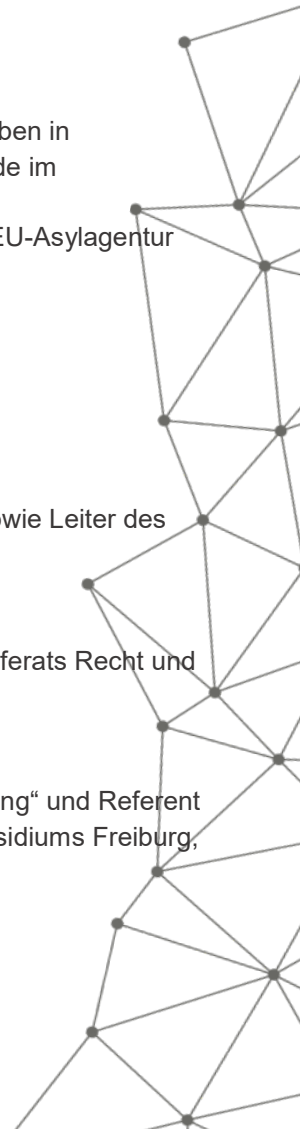 ben in
de im
EU-Asylagentur
owie Leiter des
ferats Recht und
ng“ und Referent
sidiums Freiburg,